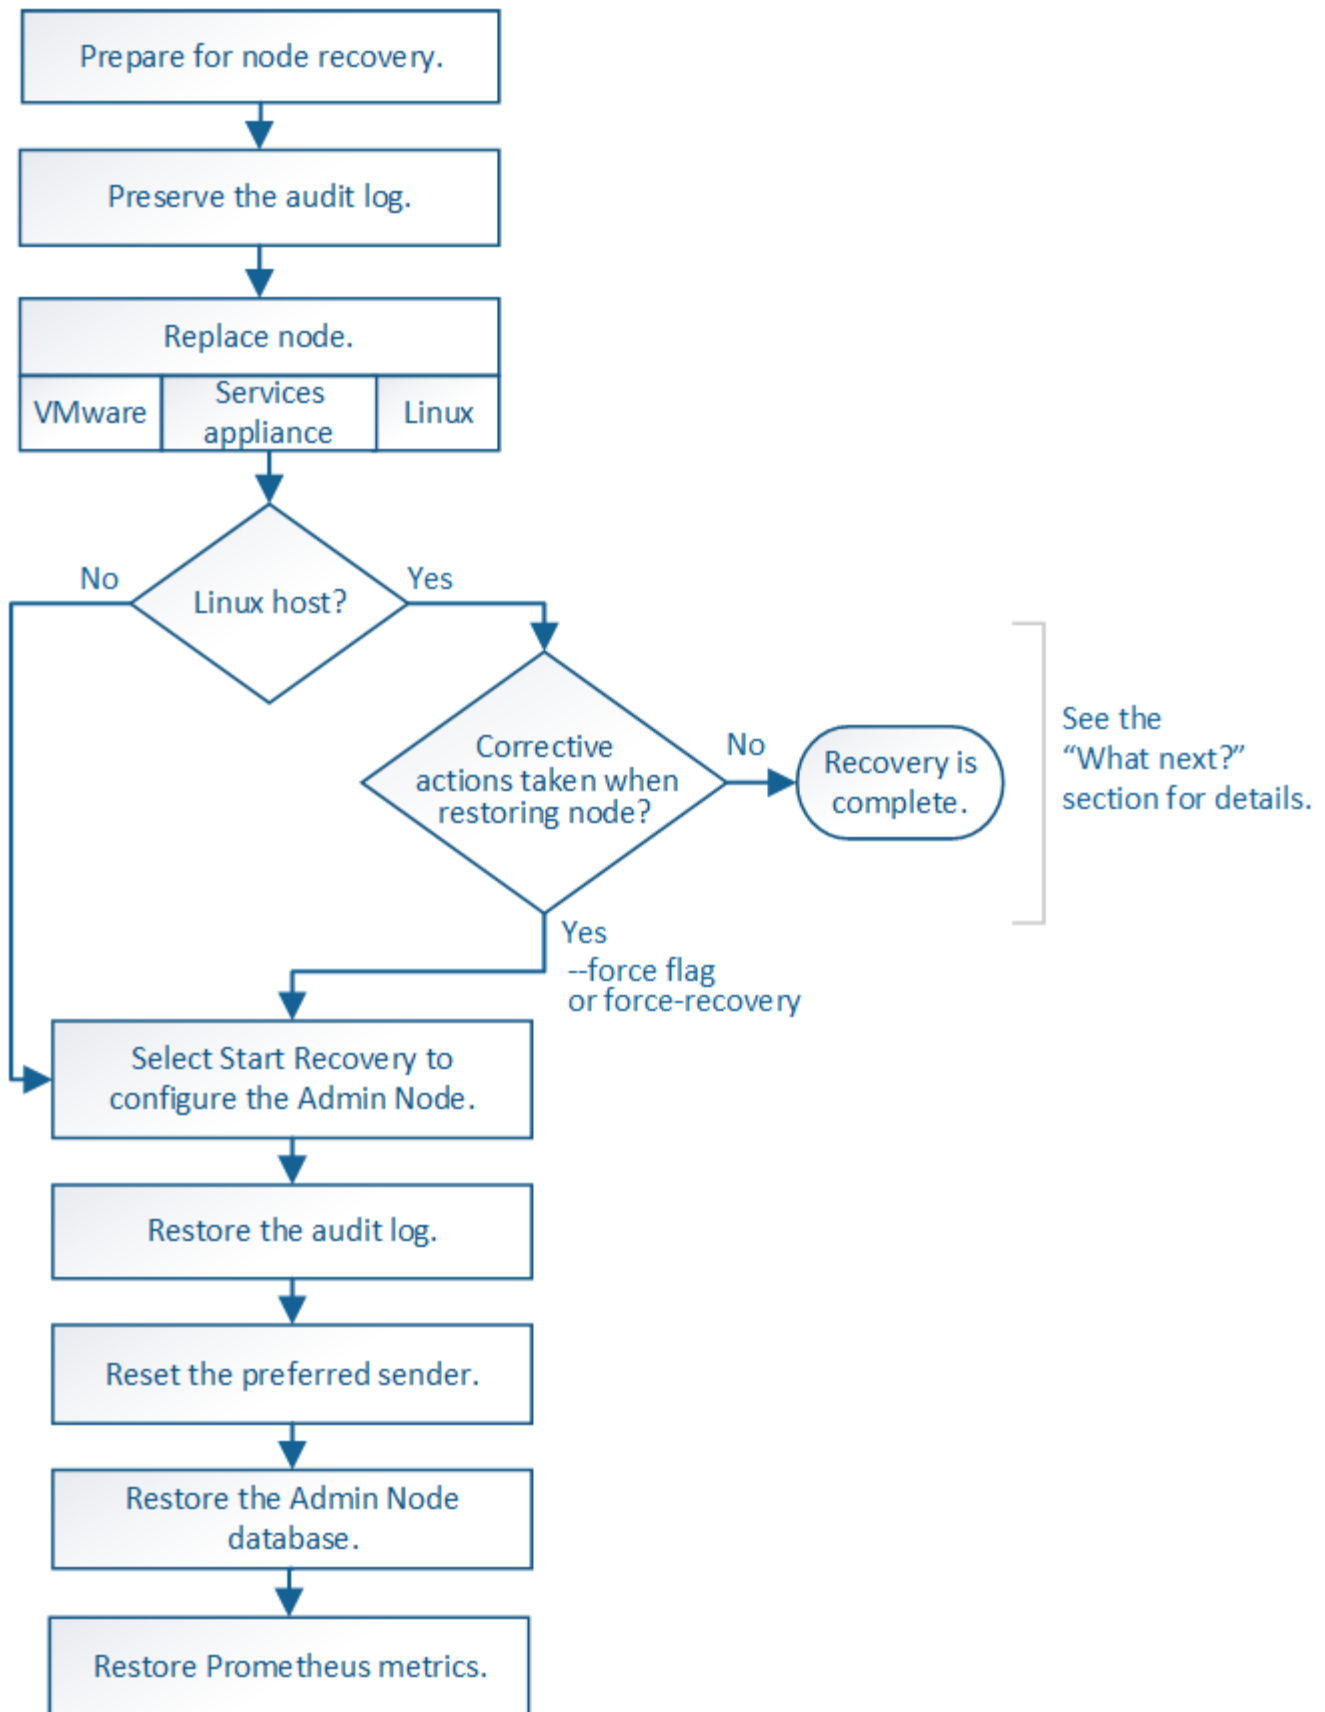 Prepare for node recovery.
Preserve the audit log.
Replace node.
VMware
Services
appliance
Linux
Linux host?
No
Yes
Corrective
actions taken when
restoring node?
No
Recovery is
complete.
See the
“What next?”
section for details.
Yes
--force flag
or force-recovery
Select Start Recovery to
configure the Admin Node.
Restore the audit log.
Reset the preferred sender.
Restore the Admin Node
database.
Restore Prometheus metrics.